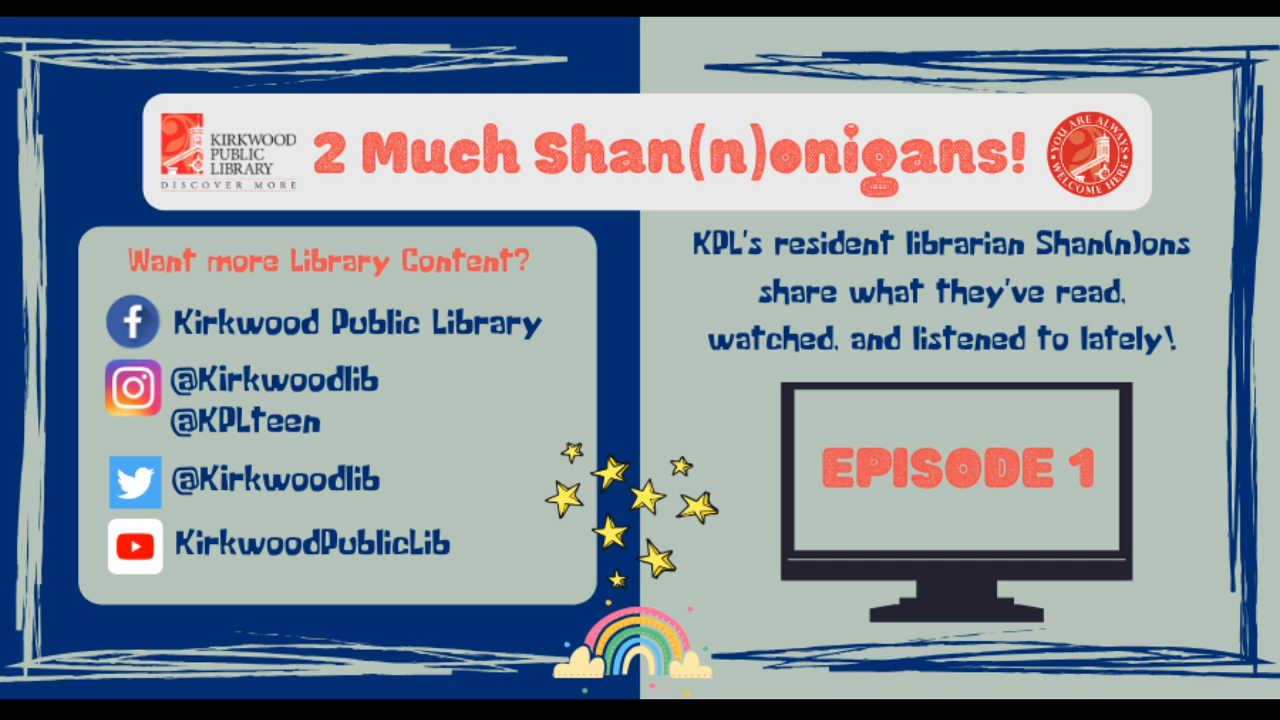 KIRKWOOD
PUBLIC
LIBRARY
DISCOVER MORE
2 Much Shan(n)onigans!
YOU ARE ALWAYS
WELCOME HERE
Want more Library Content?
Kirkwood Public Library
@Kirkwoodlib
@KPLteen
@Kirkwoodlib
KirkwoodPublicLib
KPL's resident librarian Shan(n)ons
share what they've read,
watched, and listened to lately!
EPISODE 1